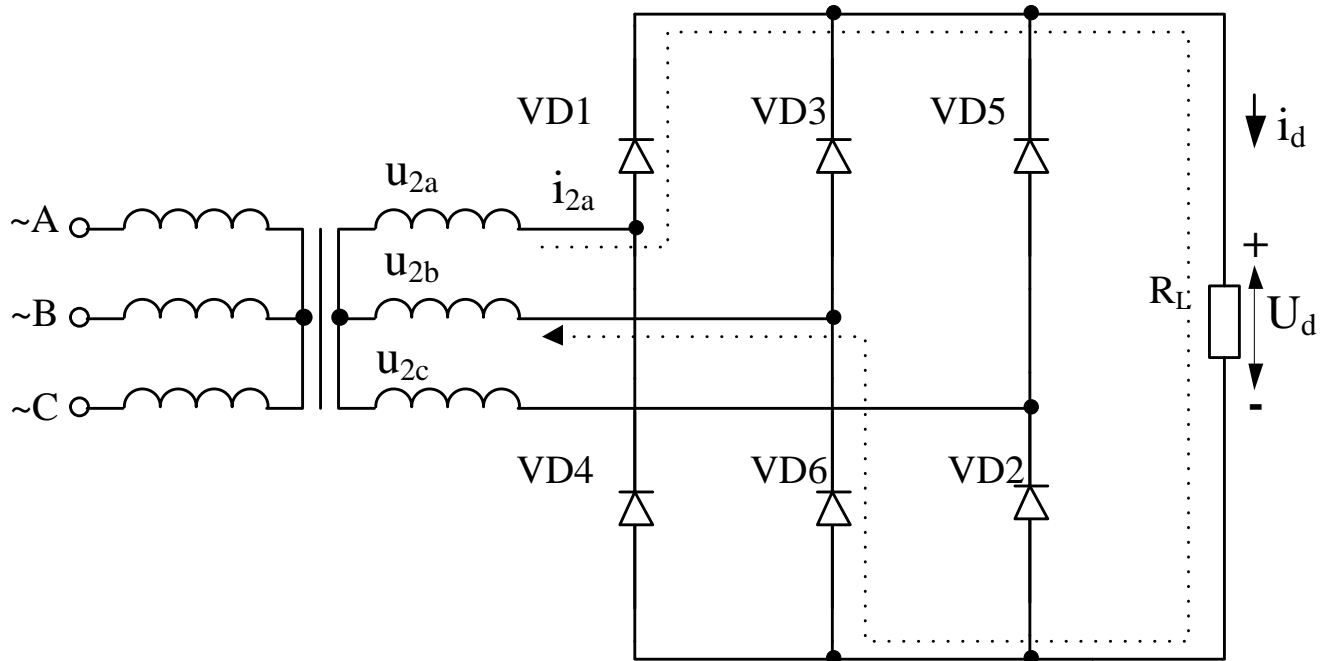 VD1 VD3 VD5
i_d
u_2a i_2a
~A
u_2b
~B
R_L
+
U_d
u_2c
~C
-
VD4 VD6 VD2